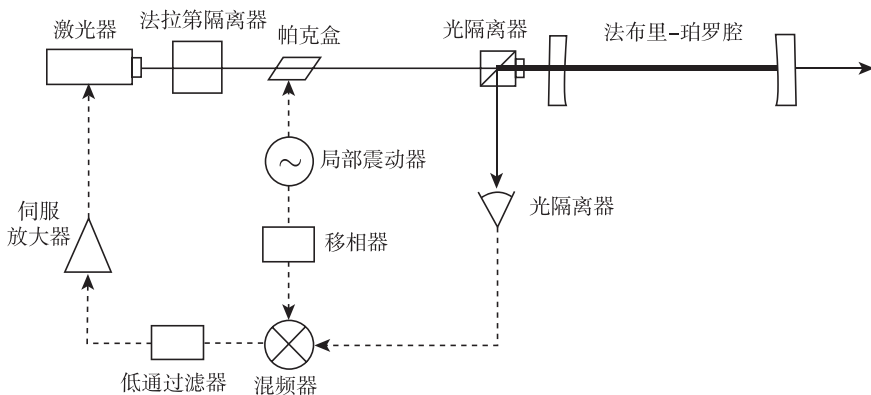 激光器
法拉第隔离器
帕克盒
光隔离器
法布里-珀罗腔
局部震动器
光隔离器
伺服
放大器
移相器
低通过滤器
混频器